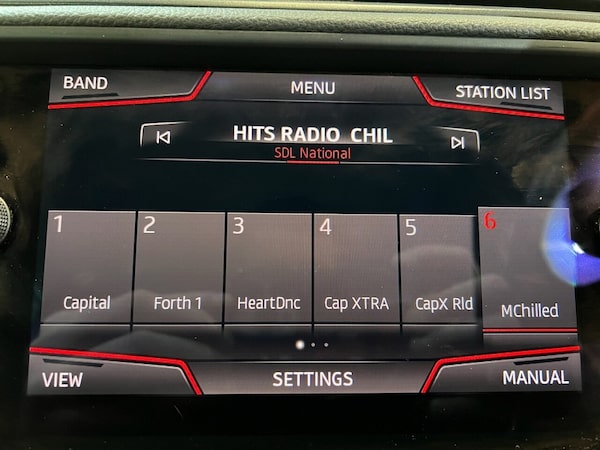 BAND
MENU
STATION LIST
HITS RADIO CHIL
SDL National
1
2
3
4
5
6
Capital
Forth 1
HeartDnc
Cap XTRA
CapX Rld
MChilled
VIEW
SETTINGS
MANUAL